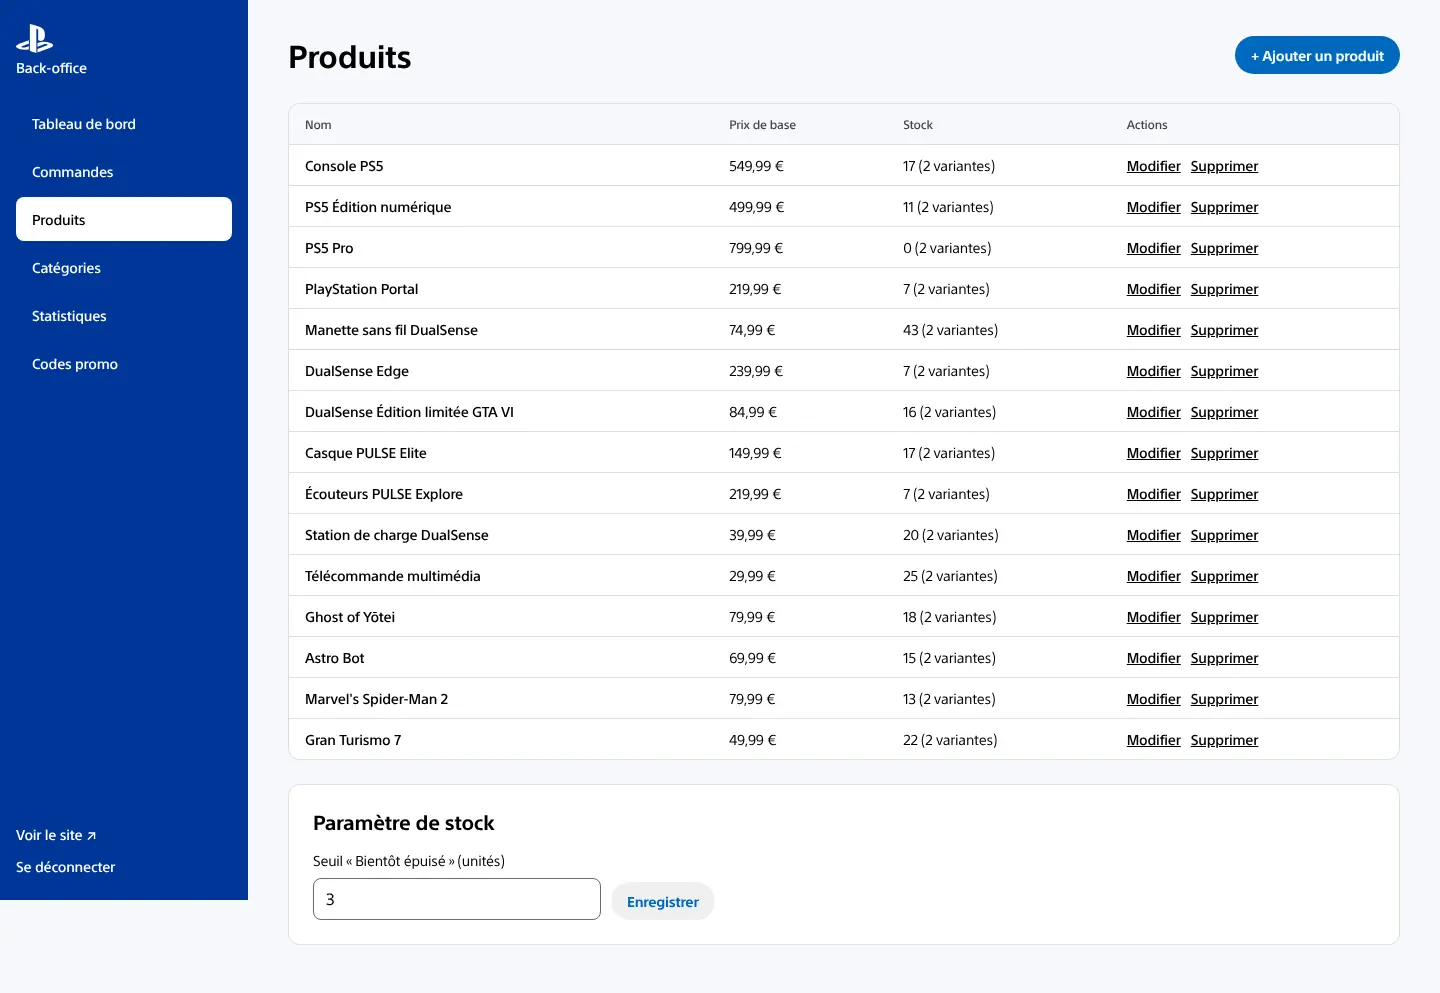 Back-office
Tableau de bord
Commandes
Produits
Catégories
Statistiques
Codes promo
Voir le site ↗
Se déconnecter
Produits
+ Ajouter un produit
Nom Prix de base Stock Actions
Console PS5 549,99 € 17 (2 variantes) Modifier Supprimer
PS5 Édition numérique 499,99 € 11 (2 variantes) Modifier Supprimer
PS5 Pro 799,99 € 0 (2 variantes) Modifier Supprimer
PlayStation Portal 219,99 € 7 (2 variantes) Modifier Supprimer
Manette sans fil DualSense 74,99 € 43 (2 variantes) Modifier Supprimer
DualSense Edge 239,99 € 7 (2 variantes) Modifier Supprimer
DualSense Édition limitée GTA VI 84,99 € 16 (2 variantes) Modifier Supprimer
Casque PULSE Elite 149,99 € 17 (2 variantes) Modifier Supprimer
Écouteurs PULSE Explore 219,99 € 7 (2 variantes) Modifier Supprimer
Station de charge DualSense 39,99 € 20 (2 variantes) Modifier Supprimer
Télécommande multimédia 29,99 € 25 (2 variantes) Modifier Supprimer
Ghost of Yōtei 79,99 € 18 (2 variantes) Modifier Supprimer
Astro Bot 69,99 € 15 (2 variantes) Modifier Supprimer
Marvel's Spider-Man 2 79,99 € 13 (2 variantes) Modifier Supprimer
Gran Turismo 7 49,99 € 22 (2 variantes) Modifier Supprimer
Paramètre de stock
Seuil « Bientôt épuisé » (unités)
3 Enregistrer